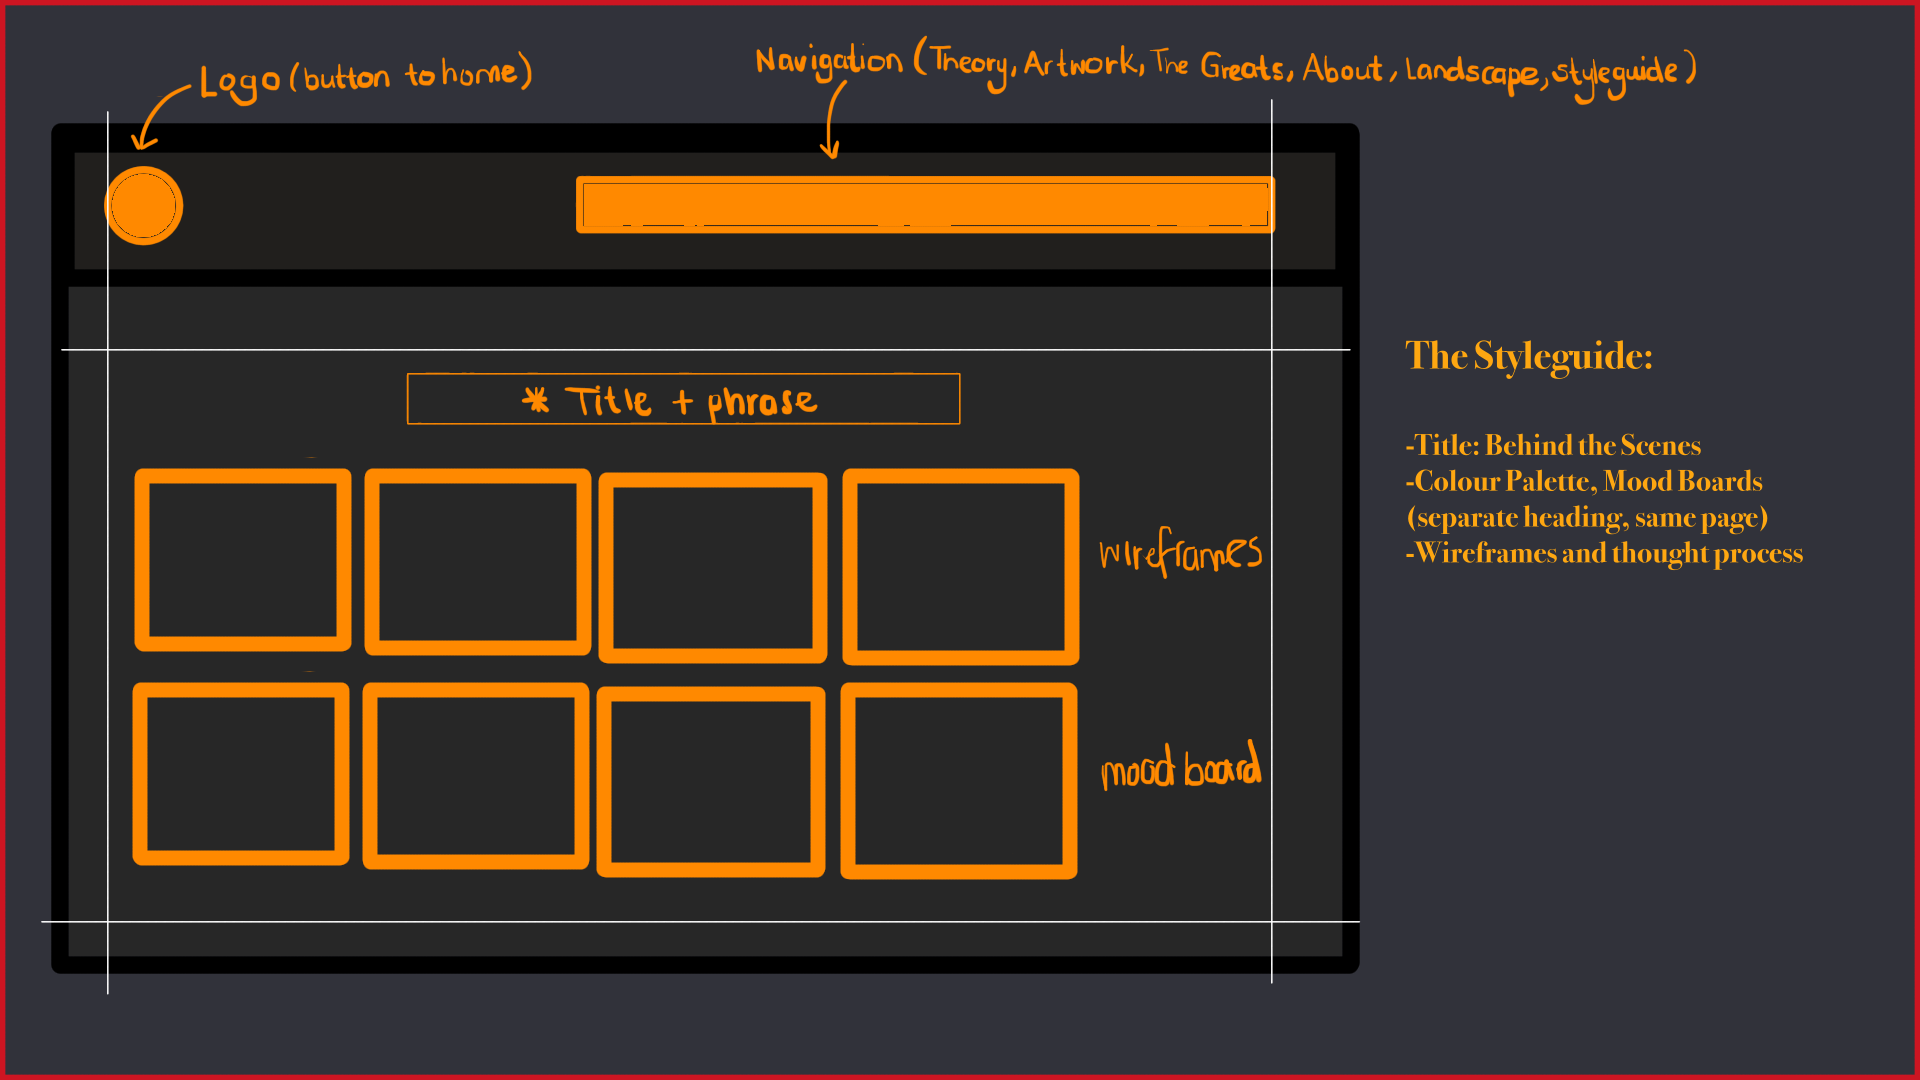 Logo (button to home)
Navigation (Theory, Artwork, The Greats, About, Landscape, styleguide)
* Title + phrase
wireframes
mood board
The Styleguide:
-Title: Behind the Scenes
-Colour Palette, Mood Boards
(separate heading, same page)
-Wireframes and thought process